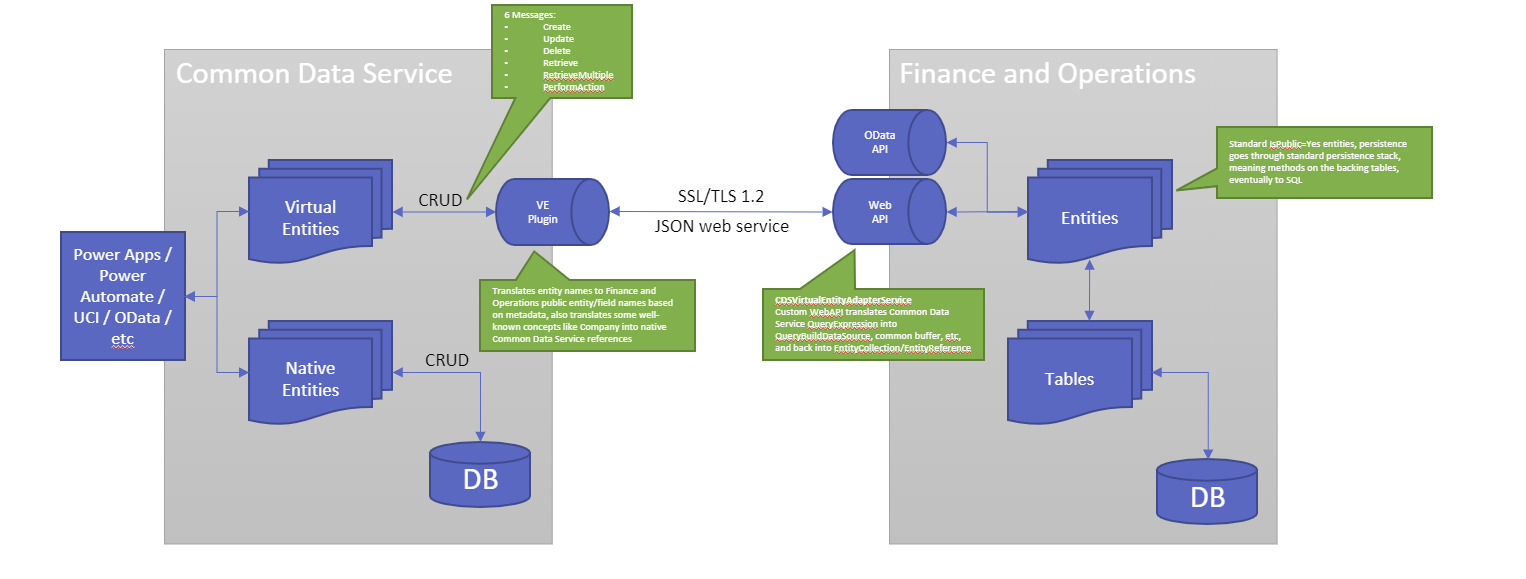 6 Messages:
- Create
- Update
- Delete
- Retrieve
- RetrieveMultiple
- PerformAction
Common Data Service
Finance and Operations
OData
API
Standard IsPublic=Yes entities, persistence
goes through standard persistence stack,
meaning methods on the backing tables,
eventually to SQL
Virtual
Entities
CRUD
VE
Plugin
SSL/TLS 1.2
JSON web service
Web
API
Entities
Power Apps /
Power
Automate /
UCI / OData /
etc
Translates entity names to Finance and
Operations public entity/field names based
on metadata, also translates some well-
known concepts like Company into native
Common Data Service references
CDSVirtualEntityAdapterService
Custom WebAPI translates Common Data
Service QueryExpression into
QueryBuildDataSource, common buffer, etc,
and back into EntityCollection/EntityReference
Native
Entities
CRUD
Tables
DB
DB